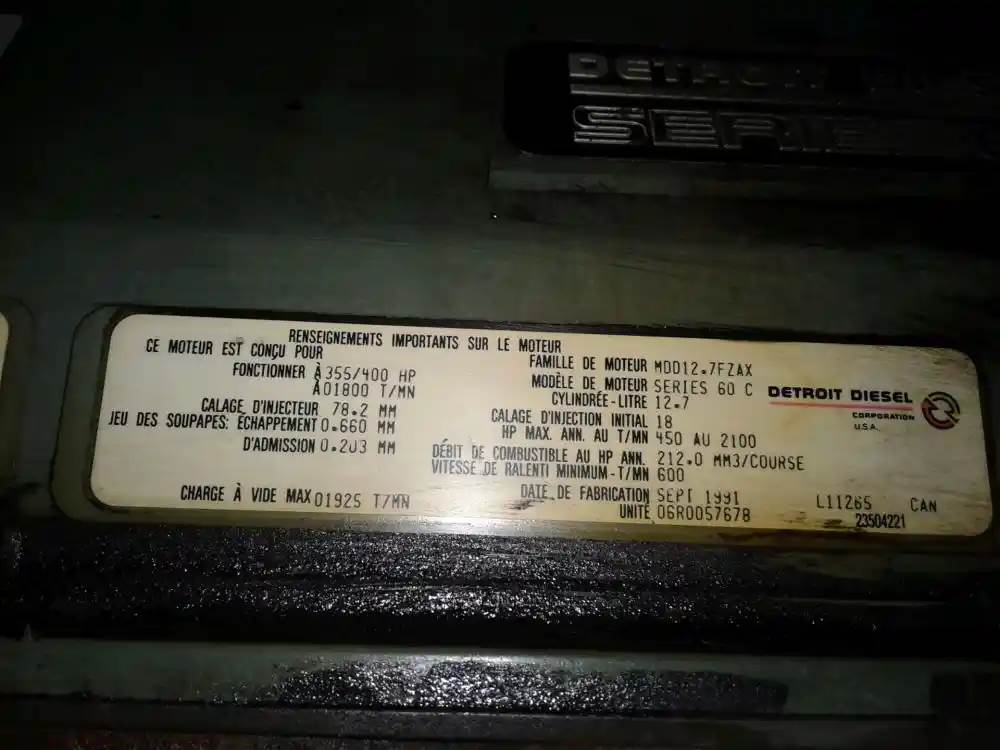 DETROIT
SERIE
RENSEIGNEMENTS IMPORTANTS SUR LE MOTEUR
CE MOTEUR EST CONÇU POUR
FONCTIONNER À 355/400 HP
À 01800 T/MN
CALAGE D'INJECTEUR 78.2 MM
JEU DES SOUPAPES: ÉCHAPPEMENT 0.660 MM
D'ADMISSION 0.203 MM
CHARGE À VIDE MAX 01925 T/MN
FAMILLE DE MOTEUR MDD12.7FZAX
MODÈLE DE MOTEUR SERIES 60 C
CYLINDRÉE-LITRE 12.7
CALAGE D'INJECTION INITIAL 18
HP MAX. ANN. AU T/MN 450 AU 2100
DÉBIT DE COMBUSTIBLE AU HP ANN. 212.0 MM3/COURSE
VITESSE DE RALENTI MINIMUM-T/MN 600
DATE DE FABRICATION SEPT 1991
UNITÉ 06R0057678
DETROIT DIESEL
CORPORATION
U.S.A.
L11265 CAN
23504221